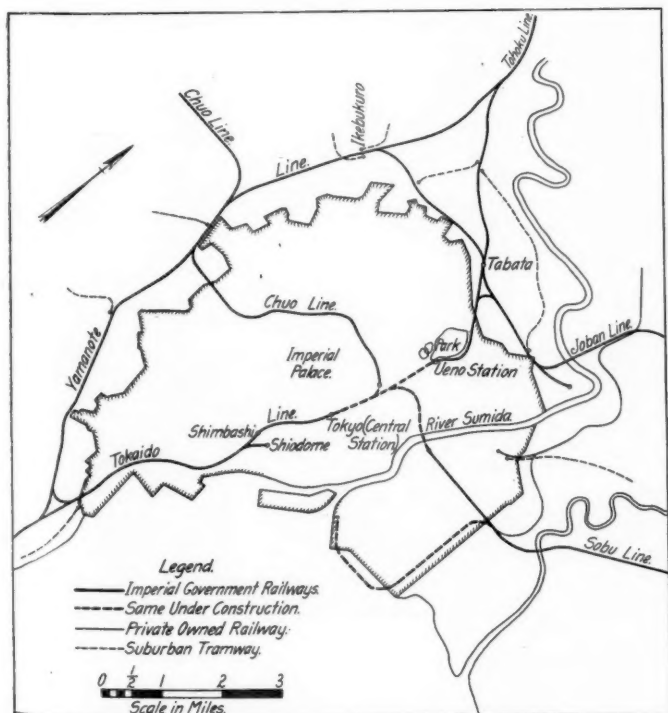 Tohoku Line.
Chuo Line.
Ikebukuro
Line.
Tabata
Chuo Line.
Joban Line.
Yamanote
Park
Imperial
Palace.
Ueno Station
Line.
Shimbashi
Tokyo (Central
Station)
River Sumida.
Shiodome
Tokaido
Sobu Line.
Legend.
Imperial Government Railways.
Same Under Construction.
Private Owned Railway.
Suburban Tramway.
0 1/2 1 2 3
Scale in Miles.